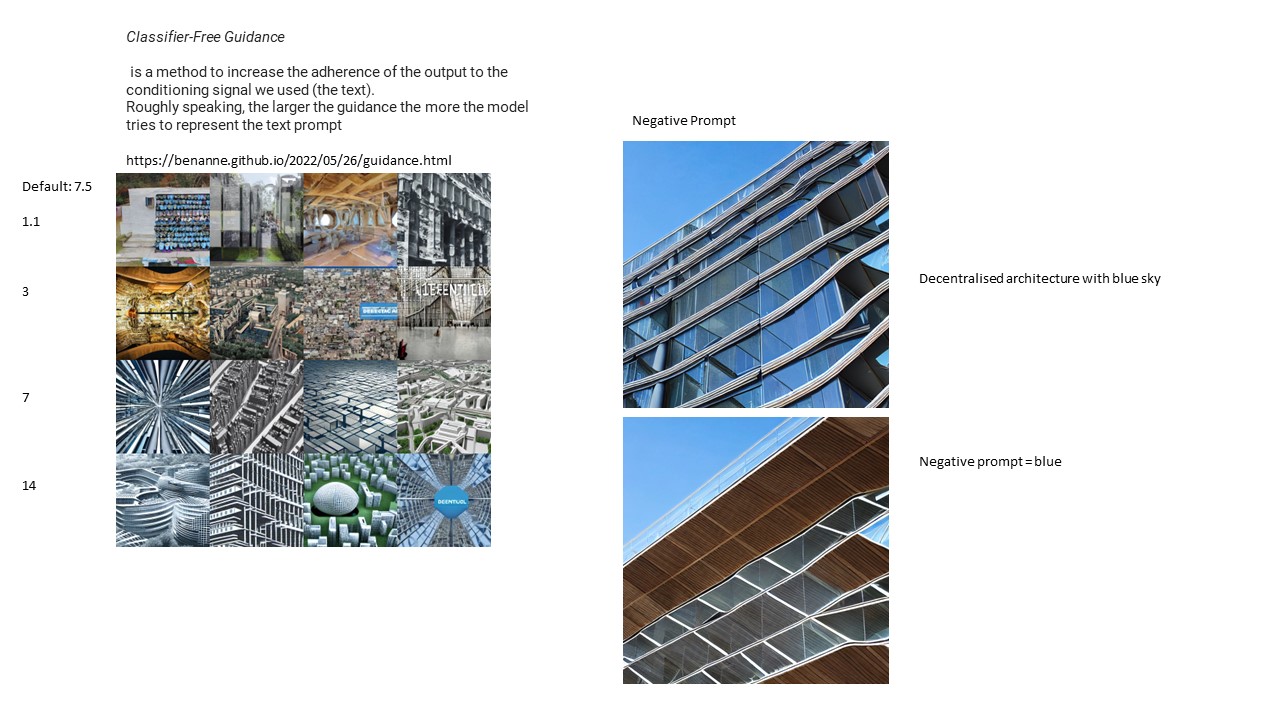 Classifier-Free Guidance
is a method to increase the adherence of the output to the
conditioning signal we used (the text).
Roughly speaking, the larger the guidance the more the model
tries to represent the text prompt
https://benanne.github.io/2022/05/26/guidance.html
Default: 7.5
1.1
3
7
14
Negative Prompt
Decentralised architecture with blue sky
Negative prompt = blue